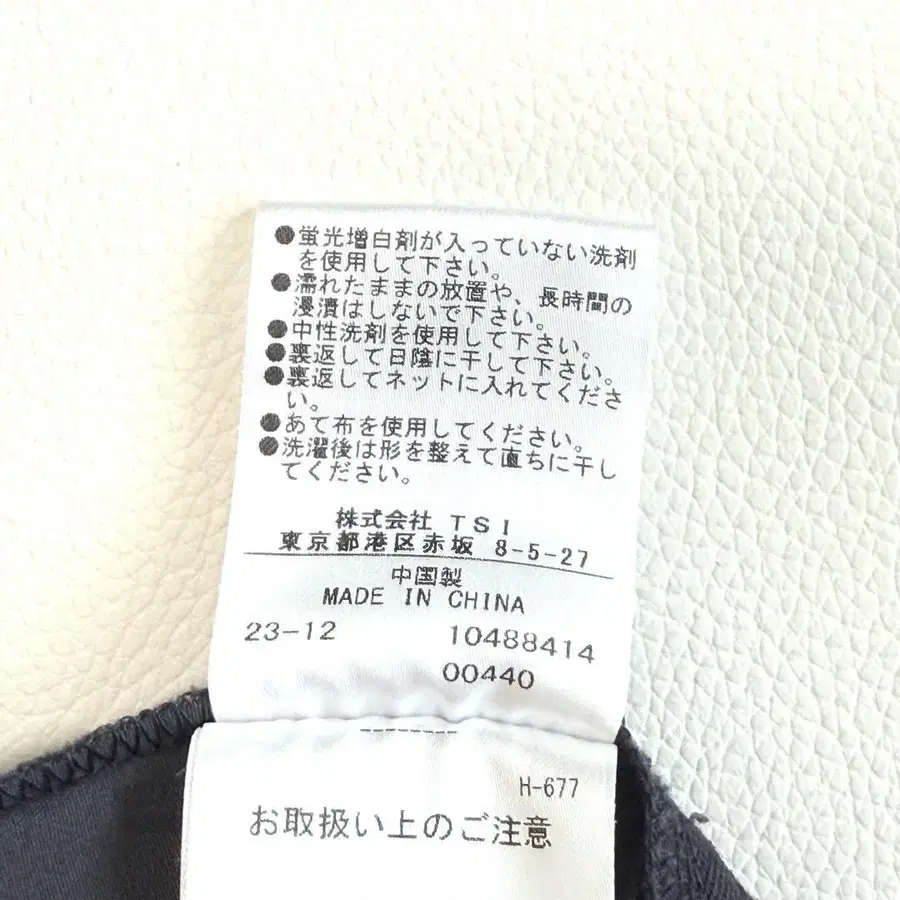 ●蛍光増白剤が入っていない洗剤
を使用して下さい。
●濡れたままの放置や、長時間の
浸漬はしないで下さい。
●中性洗剤を使用して下さい。
●裏返して日陰に干して下さい。
●裏返してネットに入れてくださ
い。
●あて布を使用してください。
●洗濯後は形を整えて直ちに干し
てください。
株式会社 TSI
東京都港区赤坂 8-5-27
中国製
MADE IN CHINA
23-12 10488414
00440
H-677
お取扱い上のご注意